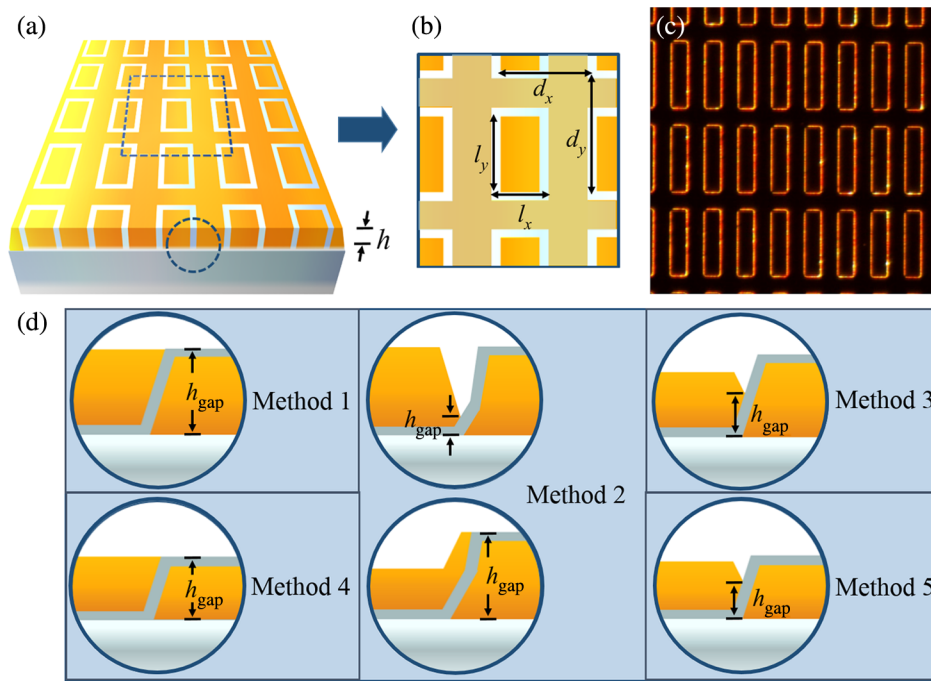 (a)
(b)
(c)
h
d_x
d_y
l_y
l_x
(d)
h_gap
Method 1
h_gap
Method 2
h_gap
Method 3
h_gap
Method 4
h_gap
h_gap
Method 5